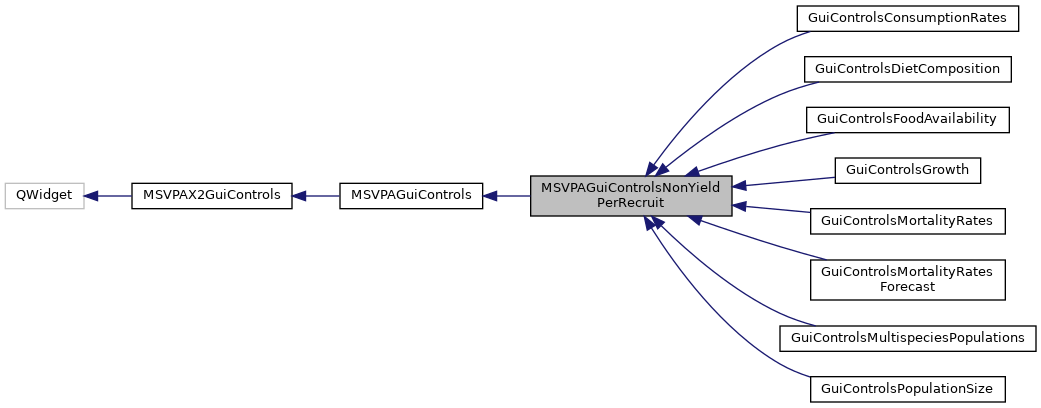 GuiControlsConsumptionRates
GuiControlsDietComposition
GuiControlsFoodAvailability
GuiControlsGrowth
QWidget
MSVPAX2GuiControls
MSVPAGuiControls
MSVPAGuiControlsNonYield
PerRecruit
GuiControlsMortalityRates
GuiControlsMortalityRates
Forecast
GuiControlsMultispeciesPopulations
GuiControlsPopulationSize